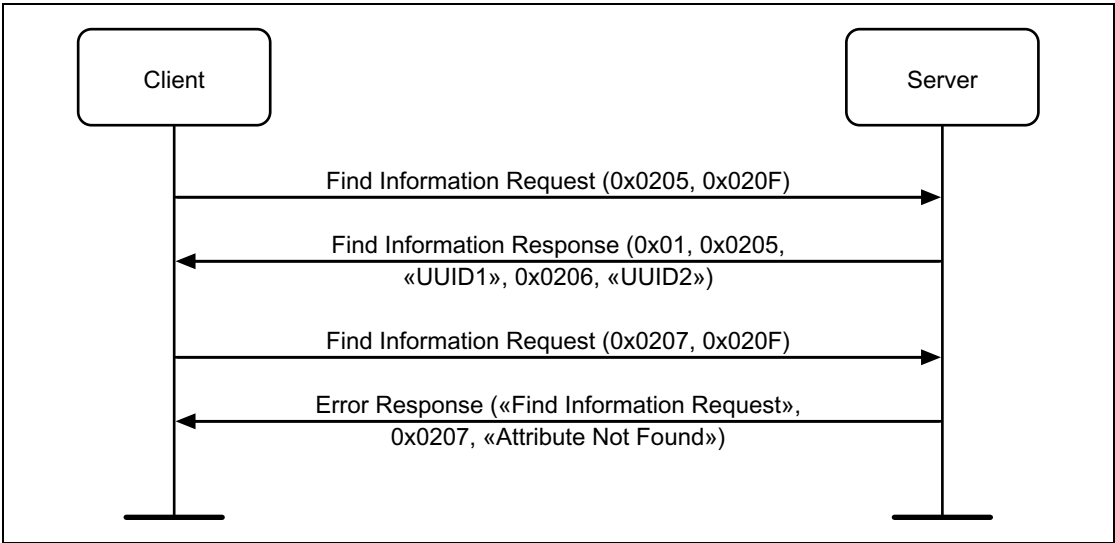 Client
Server
Find Information Request (0x0205, 0x020F)
Find Information Response (0x01, 0x0205,
«UUID1», 0x0206, «UUID2»)
Find Information Request (0x0207, 0x020F)
Error Response («Find Information Request»,
0x0207, «Attribute Not Found»)